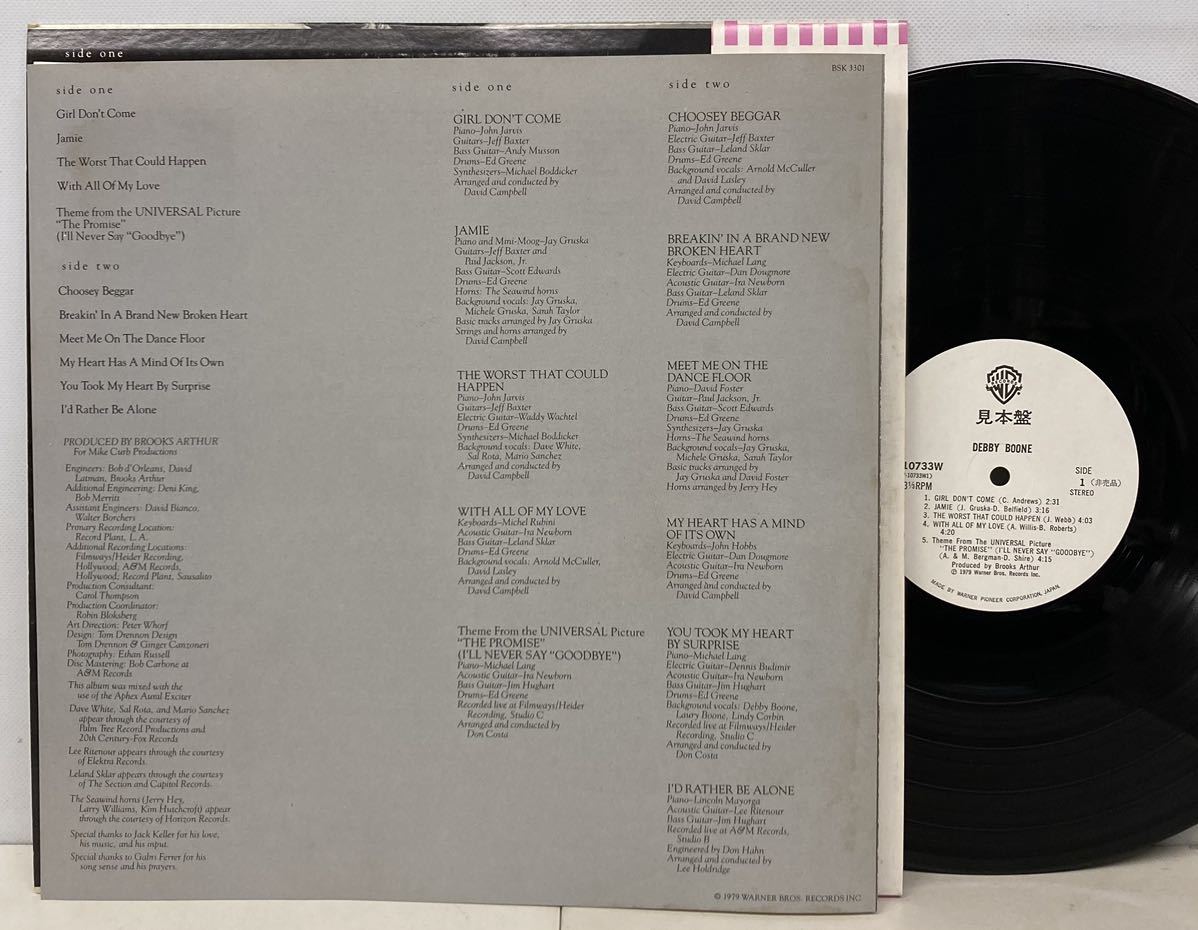 side one
BSK 3301
side one
Girl Don't Come
Jamie
The Worst That Could Happen
With All Of My Love
Theme from the UNIVERSAL Picture
"The Promise"
(I'll Never Say "Goodbye")
side two
Choosey Beggar
Breakin' In A Brand New Broken Heart
Meet Me On The Dance Floor
My Heart Has A Mind Of Its Own
You Took My Heart By Surprise
I'd Rather Be Alone
PRODUCED BY BROOKS ARTHUR
For Mike Curb Productions
Engineers: Bob d'Orleans, David
Latman, Brooks Arthur
Additional Engineering: Deni King,
Bob Merritt
Assistant Engineers: David Bianco,
Walter Borchers
Primary Recording Location:
Record Plant, L.A.
Additional Recording Locations:
Filmways/Heider Recording,
Hollywood; A&M Records,
Hollywood; Record Plant, Sausalito
Production Consultant:
Carol Thompson
Production Coordinator:
Robin Bloksberg
Art Direction: Peter Whorf
Design: Tom Drennon Design
Tom Drennon & Ginger Canzoneri
Photography: Ethan Russell
Disc Mastering: Bob Carbone at
A&M Records
This album was mixed with the
use of the Aphex Aural Exciter
Dave White, Sal Rota, and Mario Sanchez
appear through the courtesy of
Palm Tree Record Productions and
20th Century-Fox Records
Lee Ritenour appears through the courtesy
of Elektra Records.
Leland Sklar appears through the courtesy
of The Section and Capitol Records.
The Seawind horns (Jerry Hey,
Larry Williams, Kim Hutchcroft) appear
through the courtesy of Horizon Records.
Special thanks to Jack Keller for his love,
his music, and his input.
Special thanks to Gabri Ferrer for his
song sense and his prayers.
side one
GIRL DON'T COME
Piano–John Jarvis
Guitars–Jeff Baxter
Bass Guitar–Andy Musson
Drums–Ed Greene
Synthesizers–Michael Boddicker
Arranged and conducted by
David Campbell
JAMIE
Piano and Mini-Moog–Jay Gruska
Guitars–Jeff Baxter and
Paul Jackson, Jr.
Bass Guitar–Scott Edwards
Drums–Ed Greene
Horns: The Seawind horns
Background vocals: Jay Gruska,
Michele Gruska, Sarah Taylor
Basic tracks arranged by Jay Gruska
Strings and horns arranged by
David Campbell
THE WORST THAT COULD
HAPPEN
Piano–John Jarvis
Guitars–Jeff Baxter
Electric Guitar–Waddy Wachtel
Drums–Ed Greene
Synthesizers–Michael Boddicker
Background vocals: Dave White,
Sal Rota, Mario Sanchez
Arranged and conducted by
David Campbell
WITH ALL OF MY LOVE
Keyboards–Michel Rubini
Acoustic Guitar–Ira Newborn
Bass Guitar–Leland Sklar
Drums–Ed Greene
Background vocals: Arnold McCuller,
David Lasley
Arranged and conducted by
David Campbell
Theme From the UNIVERSAL Picture
"THE PROMISE"
(I'LL NEVER SAY "GOODBYE")
Piano–Michael Lang
Acoustic Guitar–Ira Newborn
Bass Guitar–Jim Hughart
Drums–Ed Greene
Recorded live at Filmways/Heider
Recording, Studio C
Arranged and conducted by
Don Costa
side two
CHOOSEY BEGGAR
Piano–John Jarvis
Electric Guitar–Jeff Baxter
Bass Guitar–Leland Sklar
Drums–Ed Greene
Background vocals: Arnold McCuller
and David Lasley
Arranged and conducted by
David Campbell
BREAKIN' IN A BRAND NEW
BROKEN HEART
Keyboards–Michael Lang
Electric Guitar–Dan Dougmore
Acoustic Guitar–Ira Newborn
Bass Guitar–Leland Sklar
Drums–Ed Greene
Arranged and conducted by
David Campbell
MEET ME ON THE
DANCE FLOOR
Piano–David Foster
Guitar–Paul Jackson, Jr.
Bass Guitar–Scott Edwards
Drums–Ed Greene
Synthesizers–Jay Gruska
Horns–The Seawind horns
Background vocals–Jay Gruska,
Michele Gruska, Sarah Taylor
Basic tracks arranged by
Jay Gruska and David Foster
Horns arranged by Jerry Hey
MY HEART HAS A MIND
OF ITS OWN
Keyboards–John Hobbs
Electric Guitar–Dan Dougmore
Acoustic Guitar–Ira Newborn
Drums–Ed Greene
Arranged and conducted by
David Campbell
YOU TOOK MY HEART
BY SURPRISE
Piano–Michael Lang
Electric Guitar–Dennis Budimir
Bass Guitar–Jim Hughart
Drums–Ed Greene
Background vocals: Debby Boone,
Laury Boone, Lindy Corbin
Recorded live at Filmways/Heider
Recording, Studio C
Arranged and conducted by
Don Costa
I'D RATHER BE ALONE
Piano–Lincoln Mayorga
Acoustic Guitar–Lee Ritenour
Bass Guitar–Jim Hughart
Recorded live at A&M Records,
Studio B
Engineered by Don Hahn
Arranged and conducted by
Lee Holdridge
© 1979 WARNER BROS. RECORDS INC.
見本盤
DEBBY BOONE
10733W
-10733W1)
3⅓RPM
SIDE
1 (非売品)
STEREO
1. GIRL DON'T COME (C. Andrews) 2:31
2. JAMIE (J. Gruska-D. Belfield) 3:16
3. THE WORST THAT COULD HAPPEN (J. Webb) 4:03
4. WITH ALL OF MY LOVE (A. Willis-B. Roberts)
4:20
5. Theme From The UNIVERSAL Picture
"THE PROMISE" (I'LL NEVER SAY "GOODBYE")
(A. & M. Bergman-D. Shire) 4:15
Produced by Brooks Arthur
℗ 1979 Warner Bros. Records Inc.
MADE BY WARNER PIONEER CORPORATION, JAPAN.